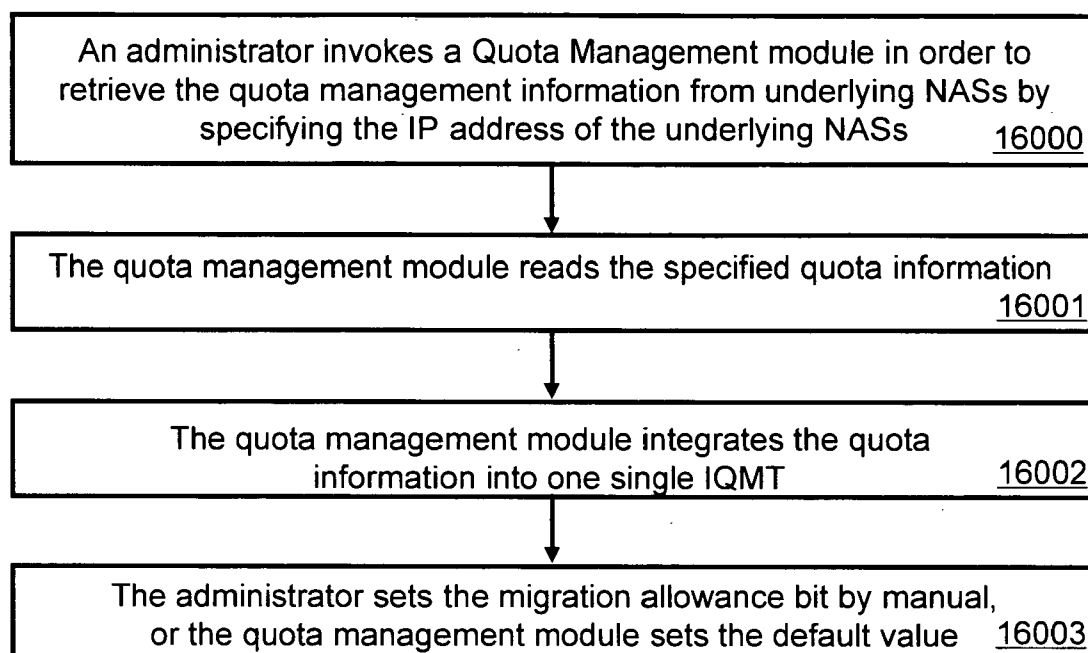 An administrator invokes a Quota Management module in order to
retrieve the quota management information from underlying NASs by
specifying the IP address of the underlying NASs 16000
The quota management module reads the specified quota information
16001
The quota management module integrates the quota
information into one single IQMT 16002
The administrator sets the migration allowance bit by manual,
or the quota management module sets the default value 16003